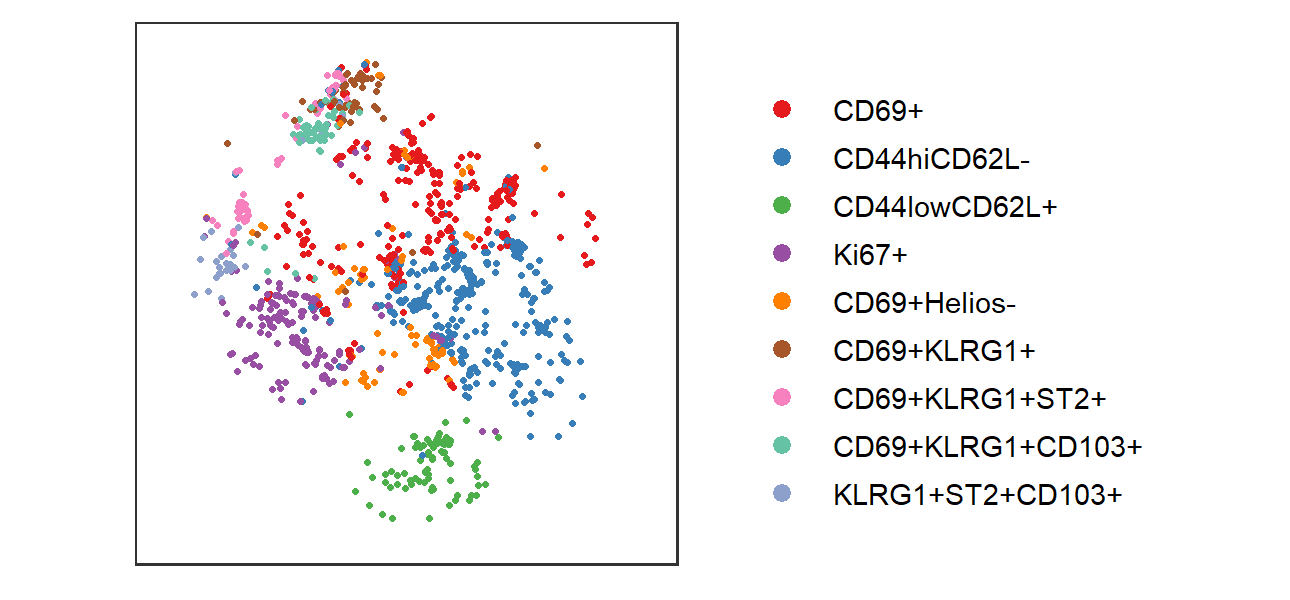 CD69+
CD44hiCD62L-
CD44lowCD62L+
Ki67+
CD69+Helios-
CD69+KLRG1+
CD69+KLRG1+ST2+
CD69+KLRG1+CD103+
KLRG1+ST2+CD103+